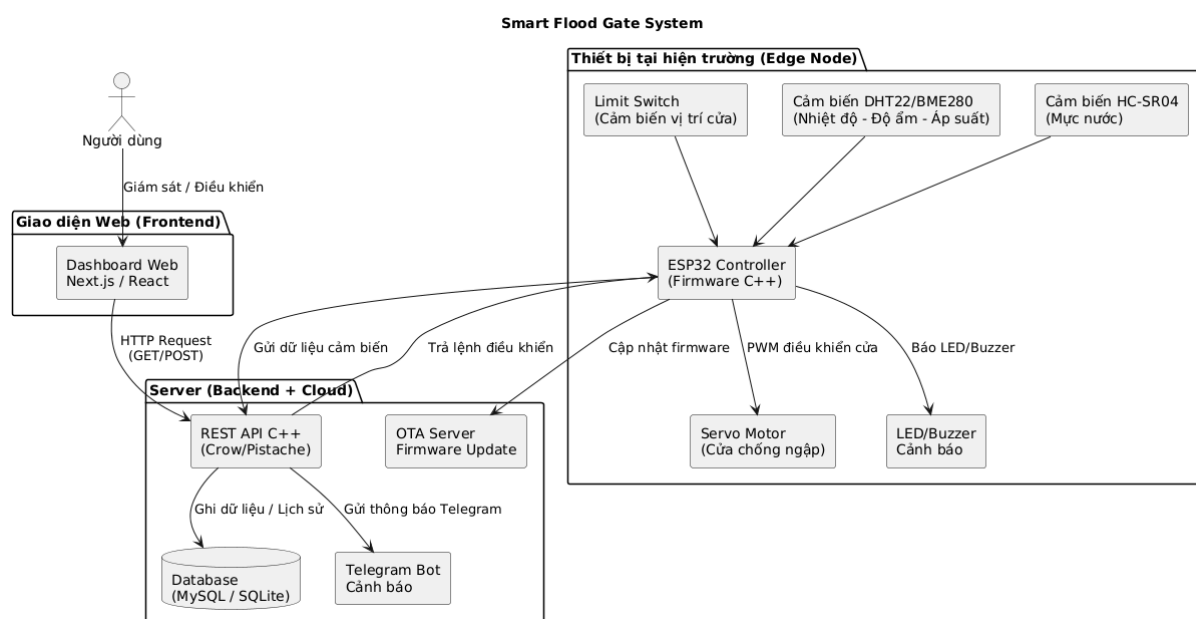 Smart Flood Gate System
Thiết bị tại hiện trường (Edge Node)
Limit Switch
(Cảm biến vị trí cửa)
Cảm biến DHT22/BME280
(Nhiệt độ - Độ ẩm - Áp suất)
Cảm biến HC-SR04
(Mực nước)
Người dùng
Giám sát / Điều khiển
Giao diện Web (Frontend)
Dashboard Web
Next.js / React
ESP32 Controller
(Firmware C++)
HTTP Request
(GET/POST)
Gửi dữ liệu cảm biến
Trả lệnh điều khiển
Cập nhật firmware
PWM điều khiển cửa
Báo LED/Buzzer
Server (Backend + Cloud)
REST API C++
(Crow/Pistache)
OTA Server
Firmware Update
Servo Motor
(Cửa chống ngập)
LED/Buzzer
Cảnh báo
Ghi dữ liệu / Lịch sử
Gửi thông báo Telegram
Database
(MySQL / SQLite)
Telegram Bot
Cảnh báo